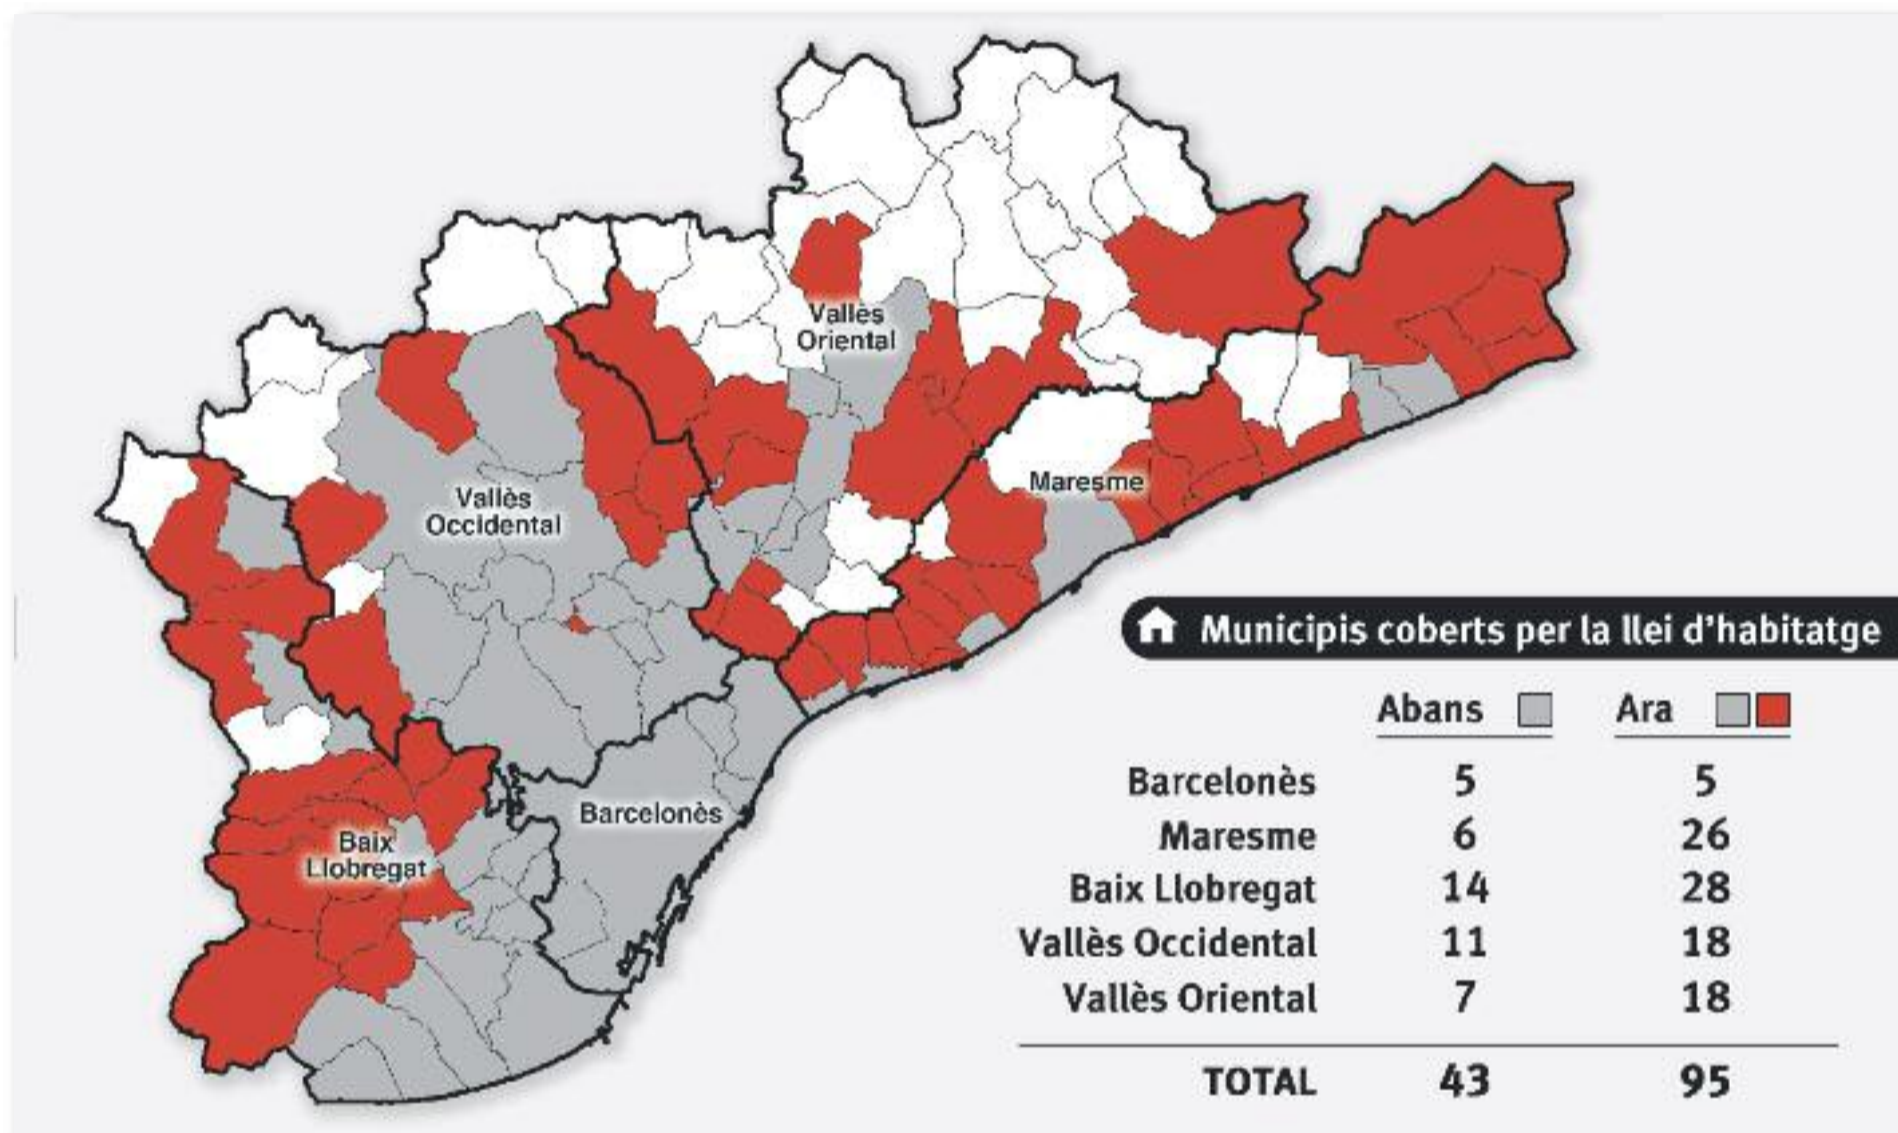 Vallès
Oriental
Maresme
Vallès
Occidental
Barcelonès
Baix
Llobregat
Municipis coberts per la llei d'habitatge
Abans Ara
Barcelonès 5 5
Maresme 6 26
Baix Llobregat 14 28
Vallès Occidental 11 18
Vallès Oriental 7 18
TOTAL 43 95